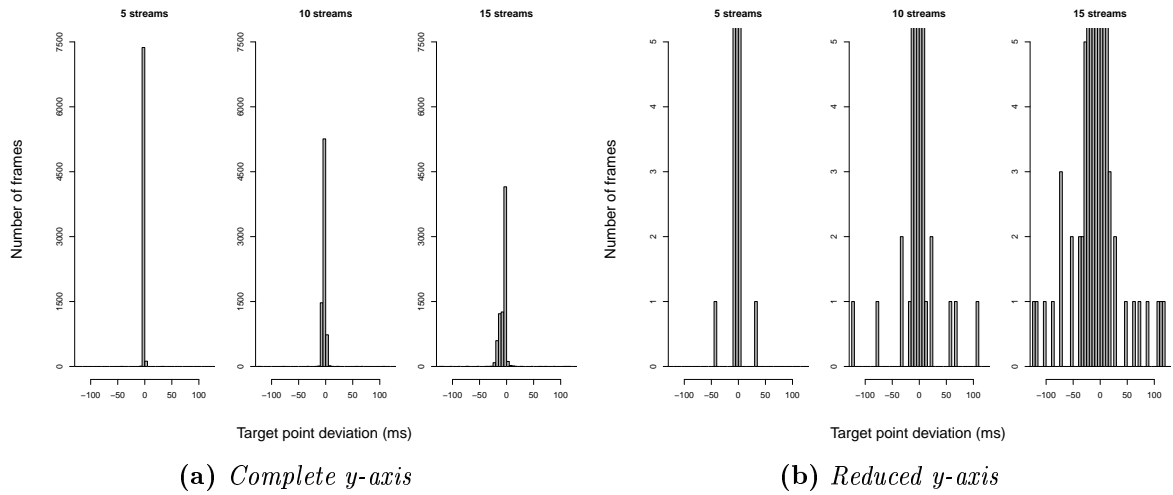 5 streams
10 streams
15 streams
5 streams
10 streams
15 streams
Number of frames
0
1500
3000
4500
6000
7500
−100 −50 0 50 100
0
1500
3000
4500
6000
7500
−100 −50 0 50 100
0
1500
3000
4500
6000
7500
−100 −50 0 50 100
Target point deviation (ms)
(a) Complete y-axis
Number of frames
0
1
2
3
4
5
−100 −50 0 50 100
0
1
2
3
4
5
−100 −50 0 50 100
0
1
2
3
4
5
−100 −50 0 50 100
Target point deviation (ms)
(b) Reduced y-axis